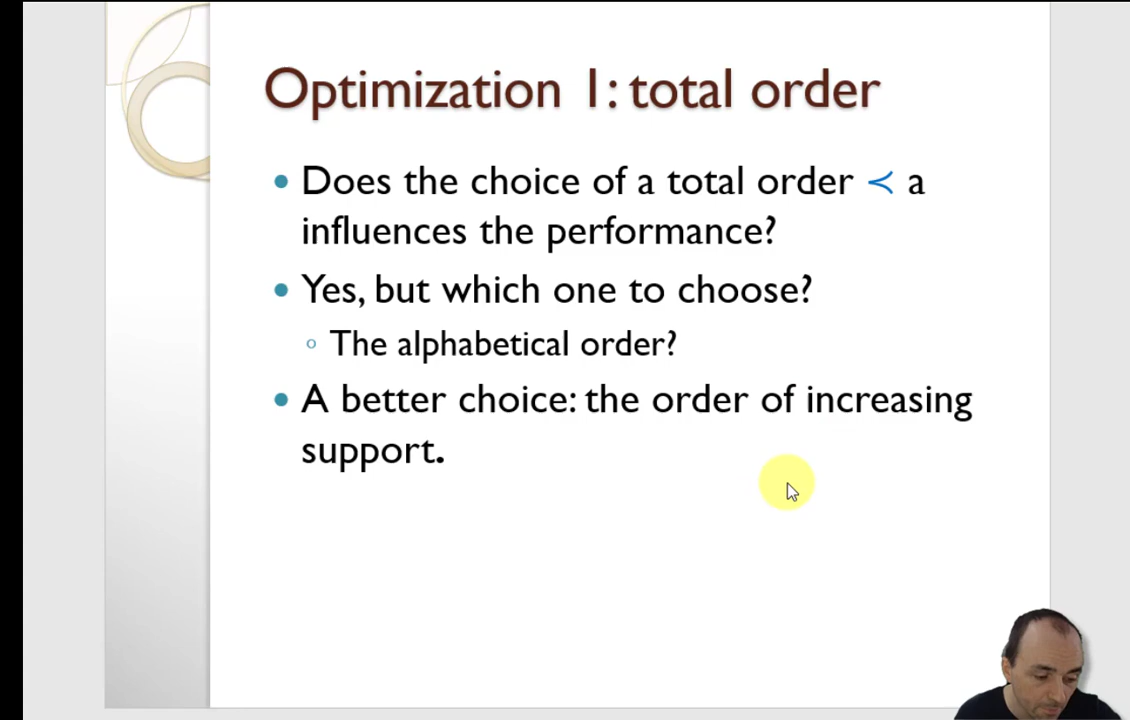 Optimization 1: total order
• Does the choice of a total order ≺ a
influences the performance?
• Yes, but which one to choose?
◦ The alphabetical order?
• A better choice: the order of increasing
support.